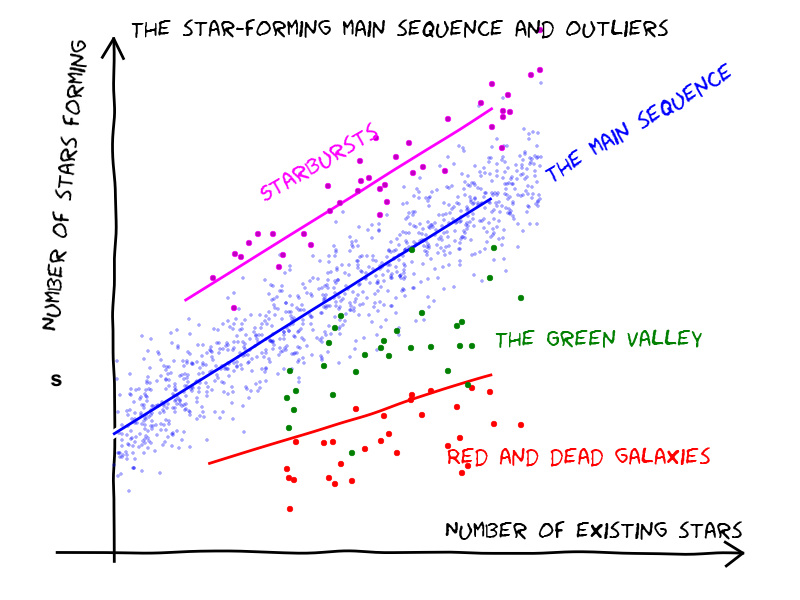 THE STAR-FORMING MAIN SEQUENCE AND OUTLIERS
NUMBER OF STARS FORMING
STARBURSTS
THE MAIN SEQUENCE
THE GREEN VALLEY
s
RED AND DEAD GALAXIES
NUMBER OF EXISTING STARS